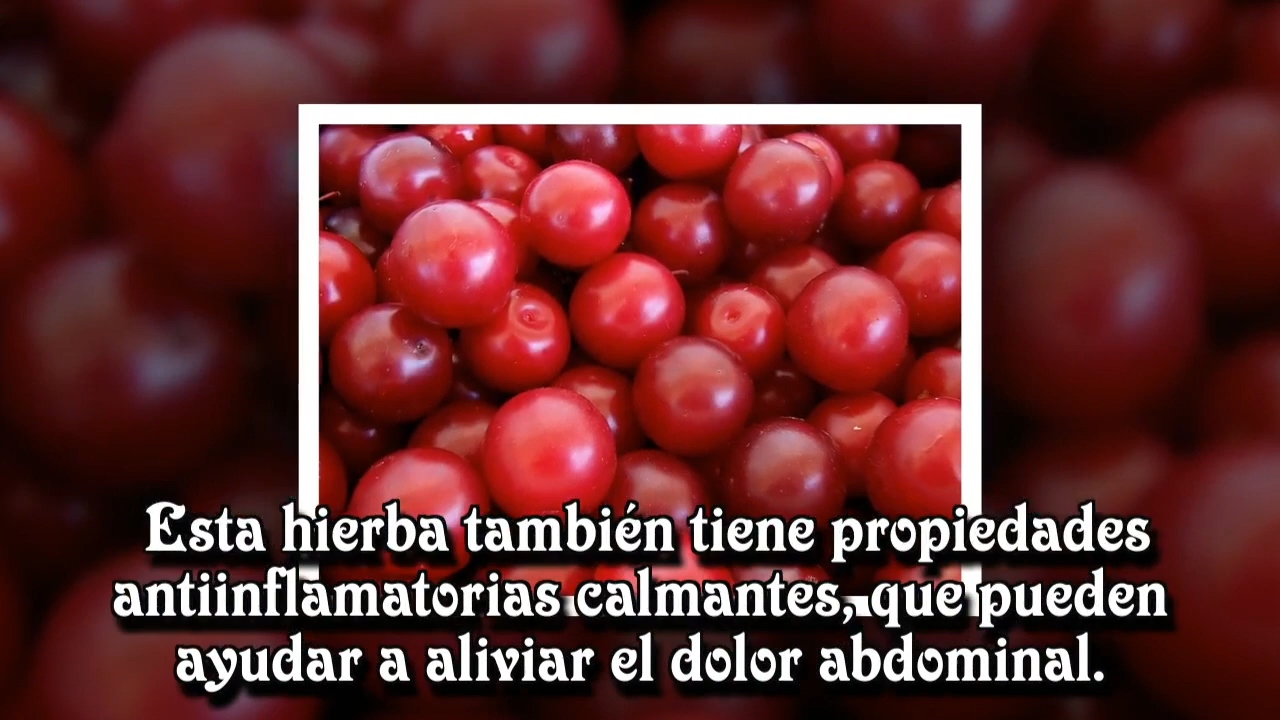 Esta hierba también tiene propiedades
antiinflamatorias calmantes, que pueden
ayudar a aliviar el dolor abdominal.